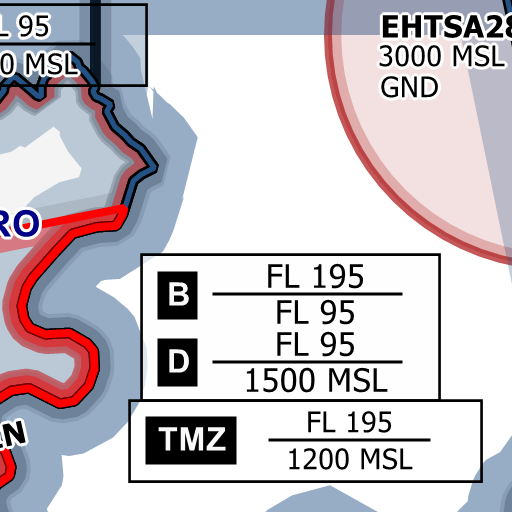 L 95
0 MSL
EHTSA28
3000 MSL
GND
RO
B
FL 195
FL 95
D
FL 95
1500 MSL
TMZ
FL 195
1200 MSL